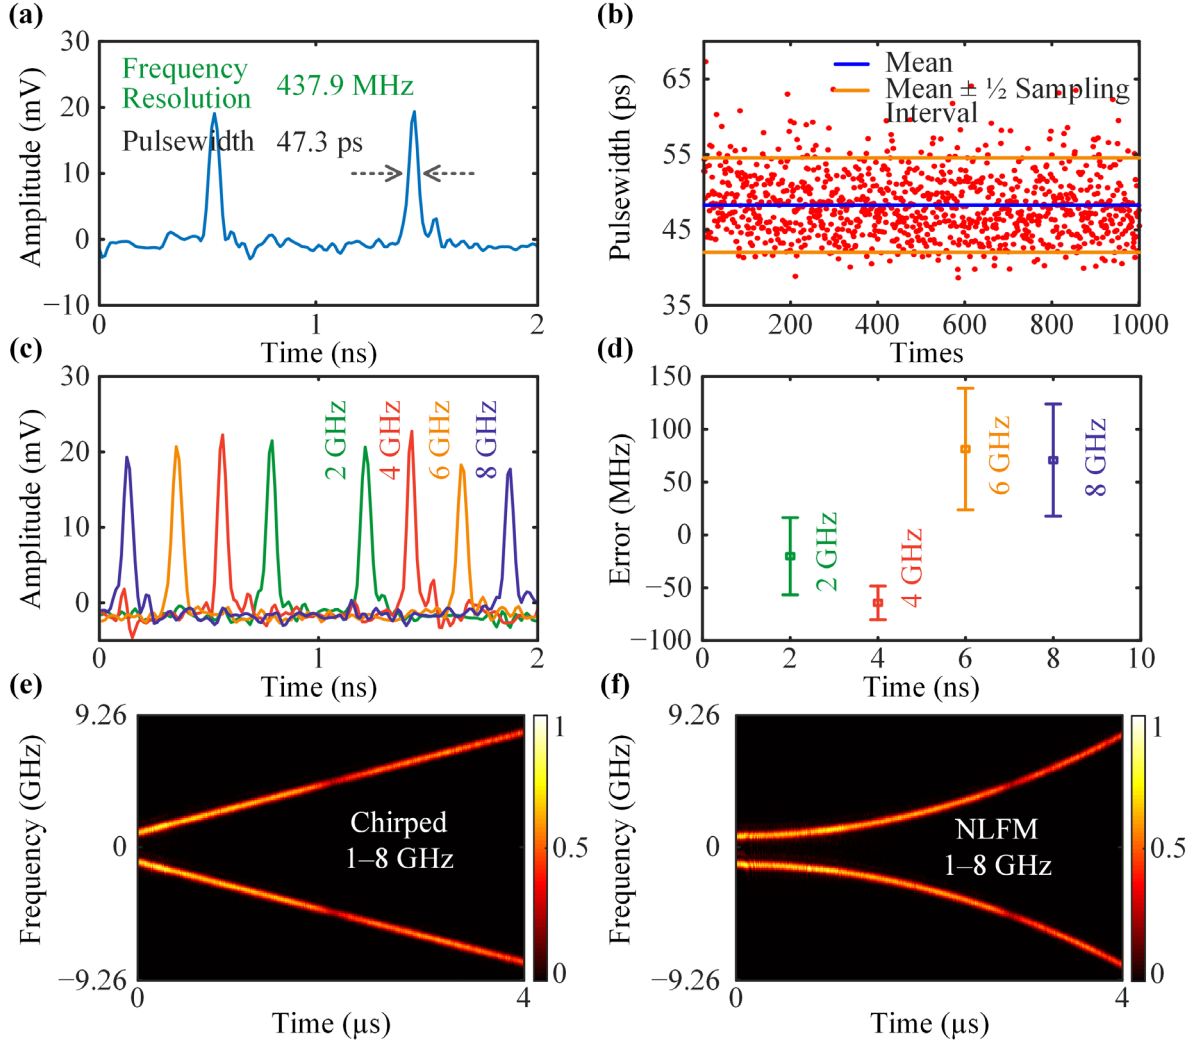 (a)
30
20
10
0
−10
Amplitude (mV)
Frequency
Resolution
437.9 MHz
Pulsewidth
47.3 ps
0
1
2
Time (ns)
(b)
65
55
45
35
Pulsewidth (ps)
Mean
Mean ± ½ Sampling
Interval
0
200
400
600
800
1000
Times
(c)
30
20
10
0
Amplitude (mV)
2 GHz
4 GHz
6 GHz
8 GHz
0
1
2
Time (ns)
(d)
150
100
50
0
−50
−100
Error (MHz)
2 GHz
4 GHz
6 GHz
8 GHz
0
2
4
6
8
10
Time (ns)
(e)
9.26
0
−9.26
Frequency (GHz)
Chirped
1–8 GHz
1
0.5
0
0
4
Time (μs)
(f)
9.26
0
−9.26
Frequency (GHz)
NLFM
1–8 GHz
1
0.5
0
0
4
Time (μs)